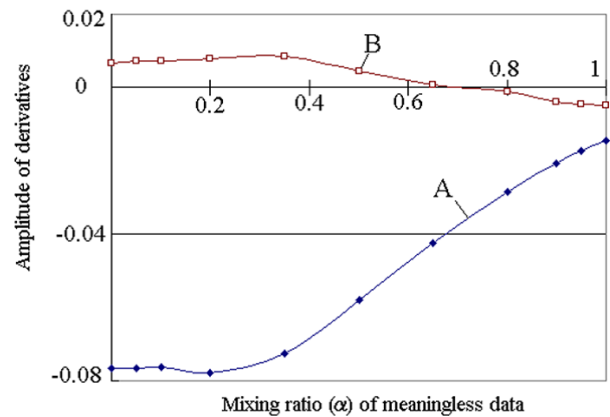 0.02
B
0.8
1
0
0.2
0.4
0.6
A
-0.04
-0.08
Amplitude of derivatives
Mixing ratio (α) of meaningless data